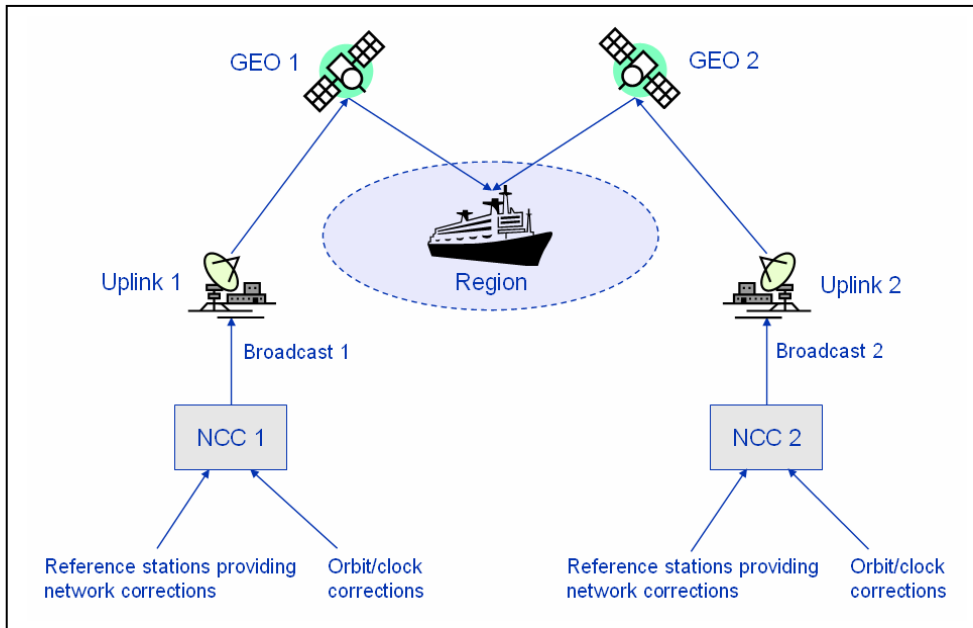 GEO 1
GEO 2
Region
Uplink 1
Uplink 2
Broadcast 1
Broadcast 2
NCC 1
NCC 2
Reference stations providing
network corrections
Orbit/clock
corrections
Reference stations providing
network corrections
Orbit/clock
corrections